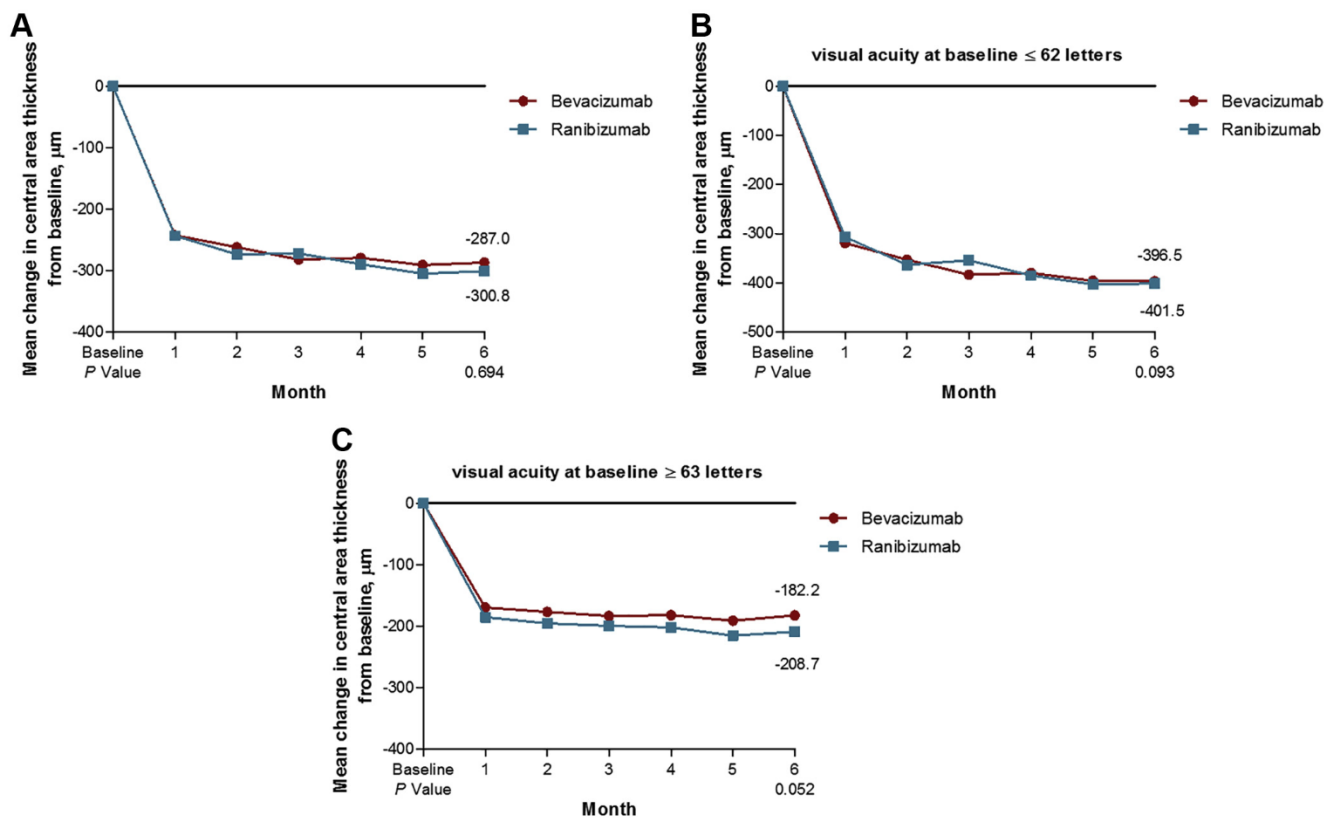 A
Mean change in central area thickness
from baseline, µm
0
-100
-200
-300
-400
Bevacizumab
Ranibizumab
-287.0
-300.8
Baseline 1 2 3 4 5 6
P Value 0.694
Month
B
visual acuity at baseline ≤ 62 letters
Mean change in central area thickness
from baseline, µm
0
-100
-200
-300
-400
-500
Bevacizumab
Ranibizumab
-396.5
-401.5
Baseline 1 2 3 4 5 6
P Value 0.093
Month
C
visual acuity at baseline ≥ 63 letters
Mean change in central area thickness
from baseline, µm
0
-100
-200
-300
-400
Bevacizumab
Ranibizumab
-182.2
-208.7
Baseline 1 2 3 4 5 6
P Value 0.052
Month